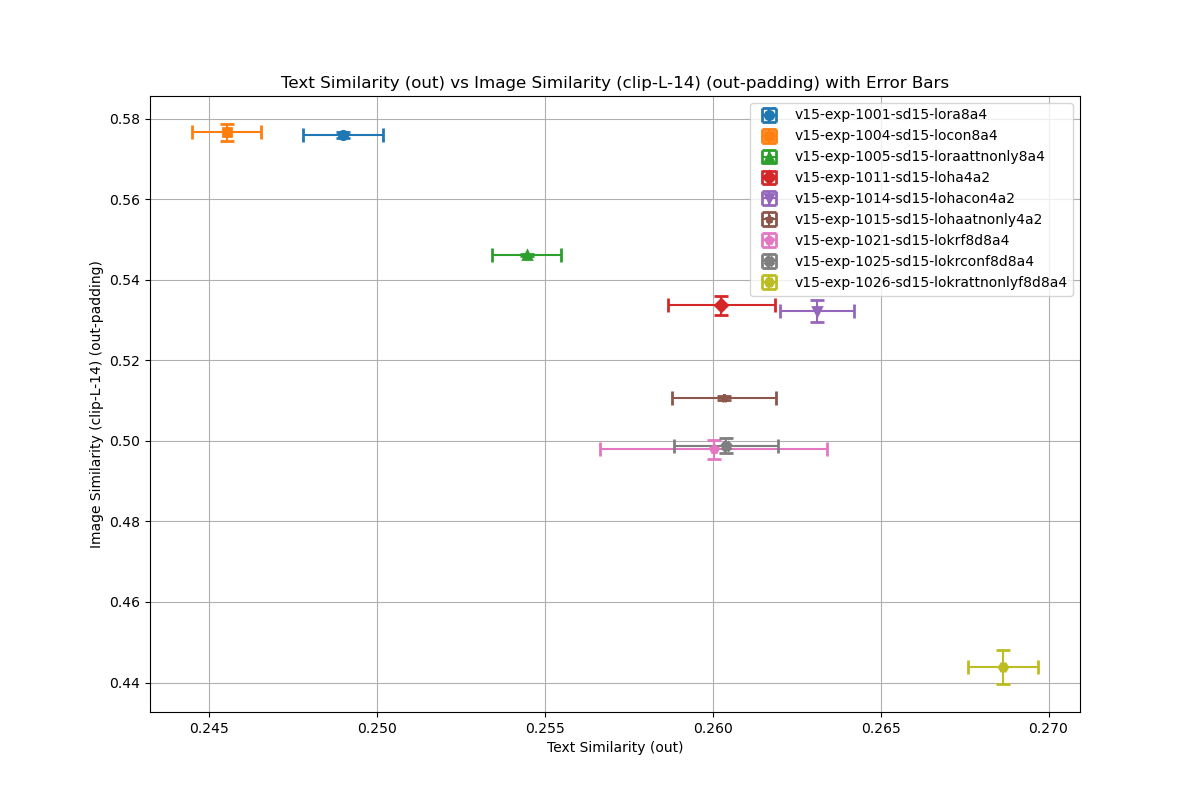 Text Similarity (out) vs Image Similarity (clip-L-14) (out-padding) with Error Bars
v15-exp-1001-sd15-lora8a4
v15-exp-1004-sd15-locon8a4
v15-exp-1005-sd15-loraattnonly8a4
v15-exp-1011-sd15-loha4a2
v15-exp-1014-sd15-lohacon4a2
v15-exp-1015-sd15-lohaatnonly4a2
v15-exp-1021-sd15-lokrf8d8a4
v15-exp-1025-sd15-lokrconf8d8a4
v15-exp-1026-sd15-lokrattnonlyf8d8a4
Image Similarity (clip-L-14) (out-padding)
0.58
0.56
0.54
0.52
0.50
0.48
0.46
0.44
0.245 0.250 0.255 0.260 0.265 0.270
Text Similarity (out)